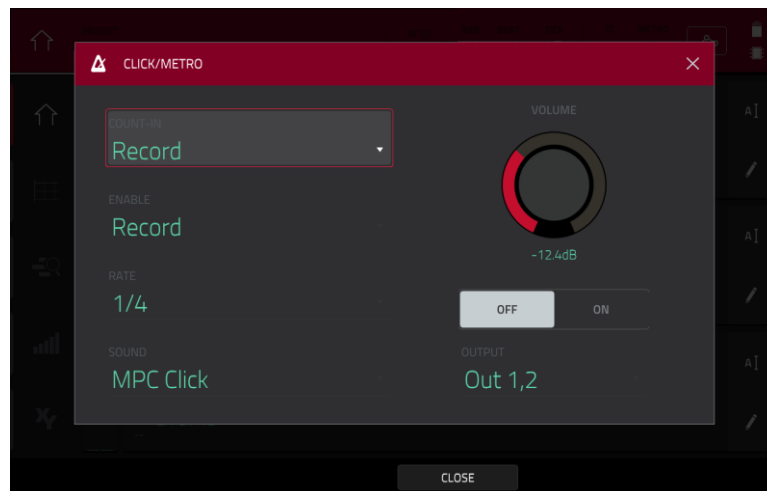 CLICK/METRO
COUNT-IN
Record
VOLUME
ENABLE
Record
-12.4dB
RATE
1/4
OFF
ON
SOUND
MPC Click
OUTPUT
Out 1,2
CLOSE